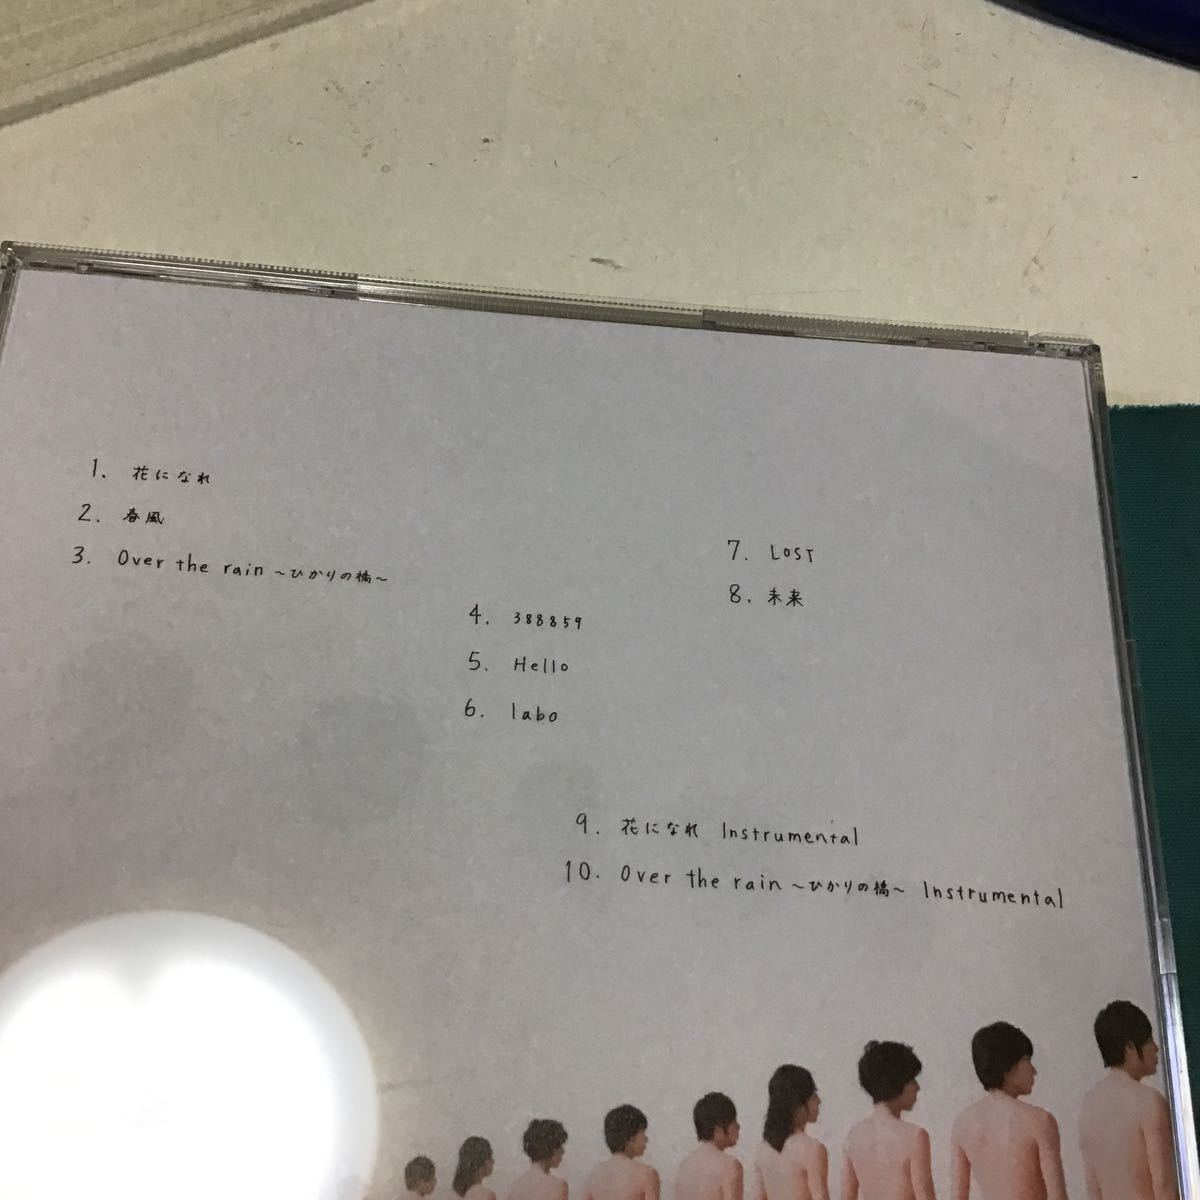 1. 花になれ
2. 春風
3. Over the rain ～ひかりの橋～
4. 388859
5. Hello
6. labo
7. LOST
8. 未来
9. 花になれ Instrumental
10. Over the rain ～ひかりの橋～ Instrumental